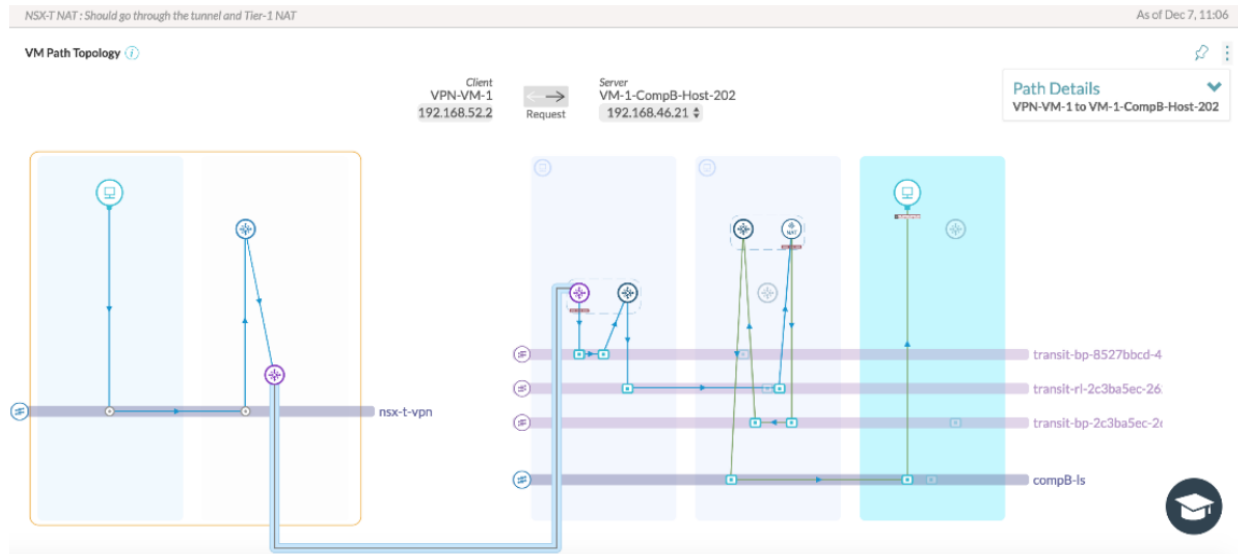 NSX-T NAT : Should go through the tunnel and Tier-1 NAT
As of Dec 7, 11:06
VM Path Topology
Client
VPN-VM-1
192.168.52.2
Request
Server
VM-1-CompB-Host-202
192.168.46.21
Path Details
VPN-VM-1 to VM-1-CompB-Host-202
NAT
transit-bp-8527bbcd-4
transit-rl-2c3ba5ec-26
nsx-t-vpn
transit-bp-2c3ba5ec-2
compB-ls